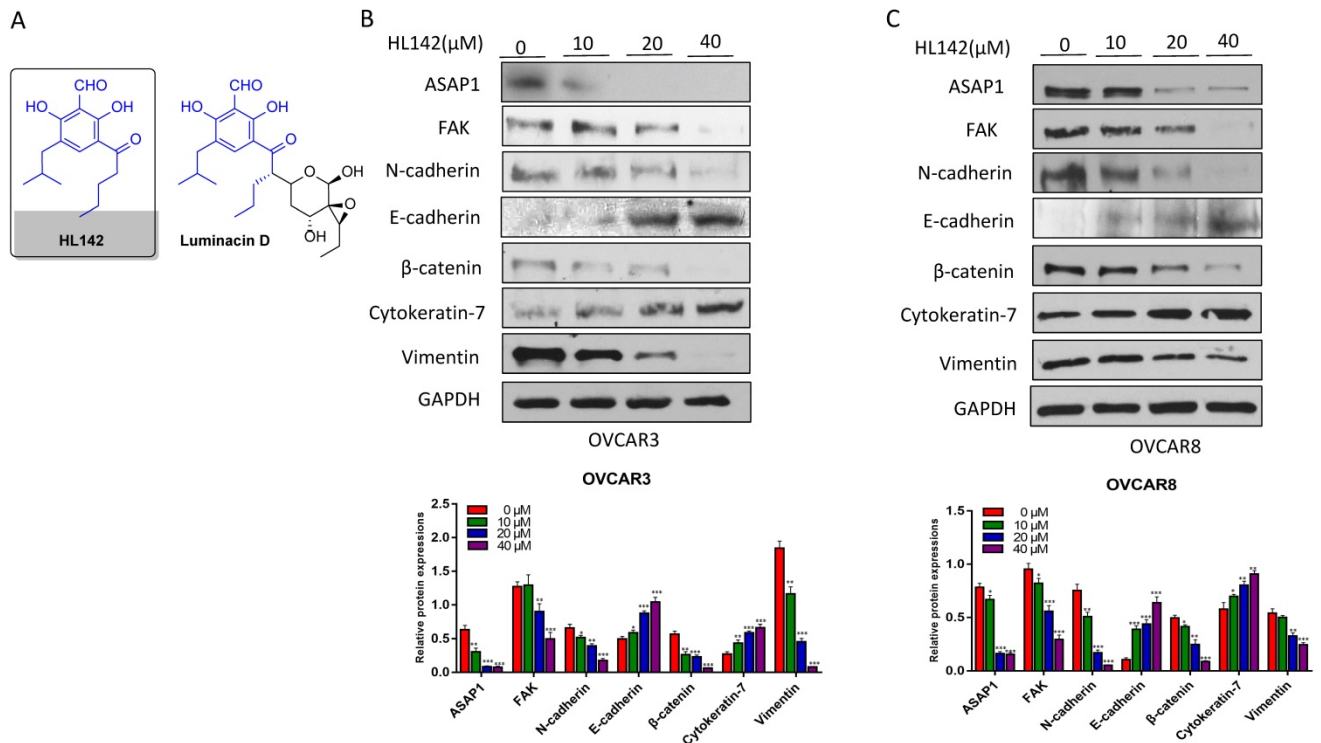 A
CHO
HO
OH
O
HL142
CHO
HO
OH
O
O
OH
O
OH
Luminacin D
B
HL142(μM)
0 10 20 40
ASAP1
FAK
N-cadherin
E-cadherin
β-catenin
Cytokeratin-7
Vimentin
GAPDH
OVCAR3
OVCAR3
Relative protein expressions
2.5
2.0
1.5
1.0
0.5
0.0
0 μM
10 μM
20 μM
40 μM
** *** ***
** ***
* ** ***
* *** ***
** *** ***
** *** ***
** *** ***
ASAP1
FAK
N-cadherin
E-cadherin
β-catenin
Cytokeratin-7
Vimentin
C
HL142(μM)
0 10 20 40
ASAP1
FAK
N-cadherin
E-cadherin
β-catenin
Cytokeratin-7
Vimentin
GAPDH
OVCAR8
OVCAR8
Relative protein expressions
1.5
1.0
0.5
0.0
0 μM
10 μM
20 μM
40 μM
* *** ***
* *** ***
** *** ***
*** *** ***
* ** ***
* ** **
** ***
ASAP1
FAK
N-cadherin
E-cadherin
β-catenin
Cytokeratin-7
Vimentin